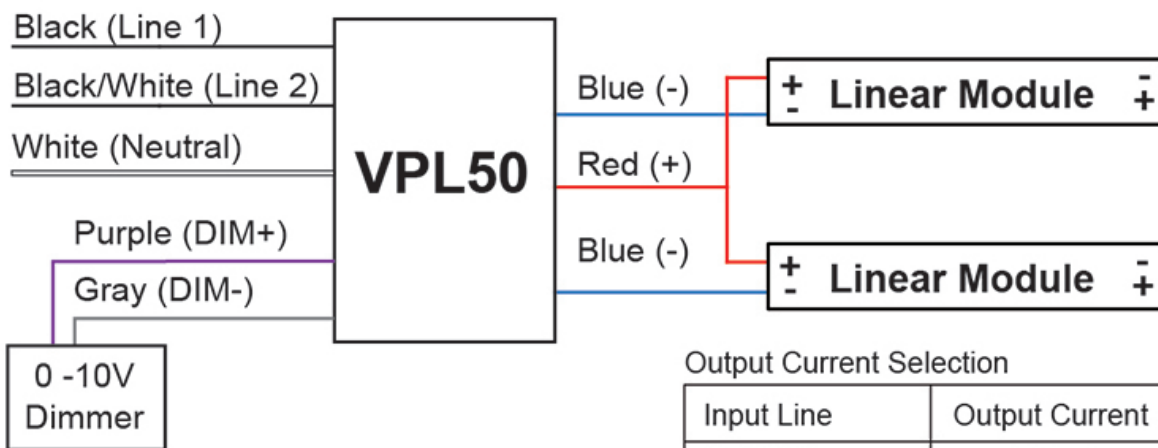 Black (Line 1)
Black/White (Line 2)
White (Neutral)
Purple (DIM+)
Gray (DIM-)
0 -10V
Dimmer
VPL50
Blue (-)
Red (+)
Blue (-)
+ Linear Module -
- +
+ Linear Module -
- +
Output Current Selection
Input Line Output Current